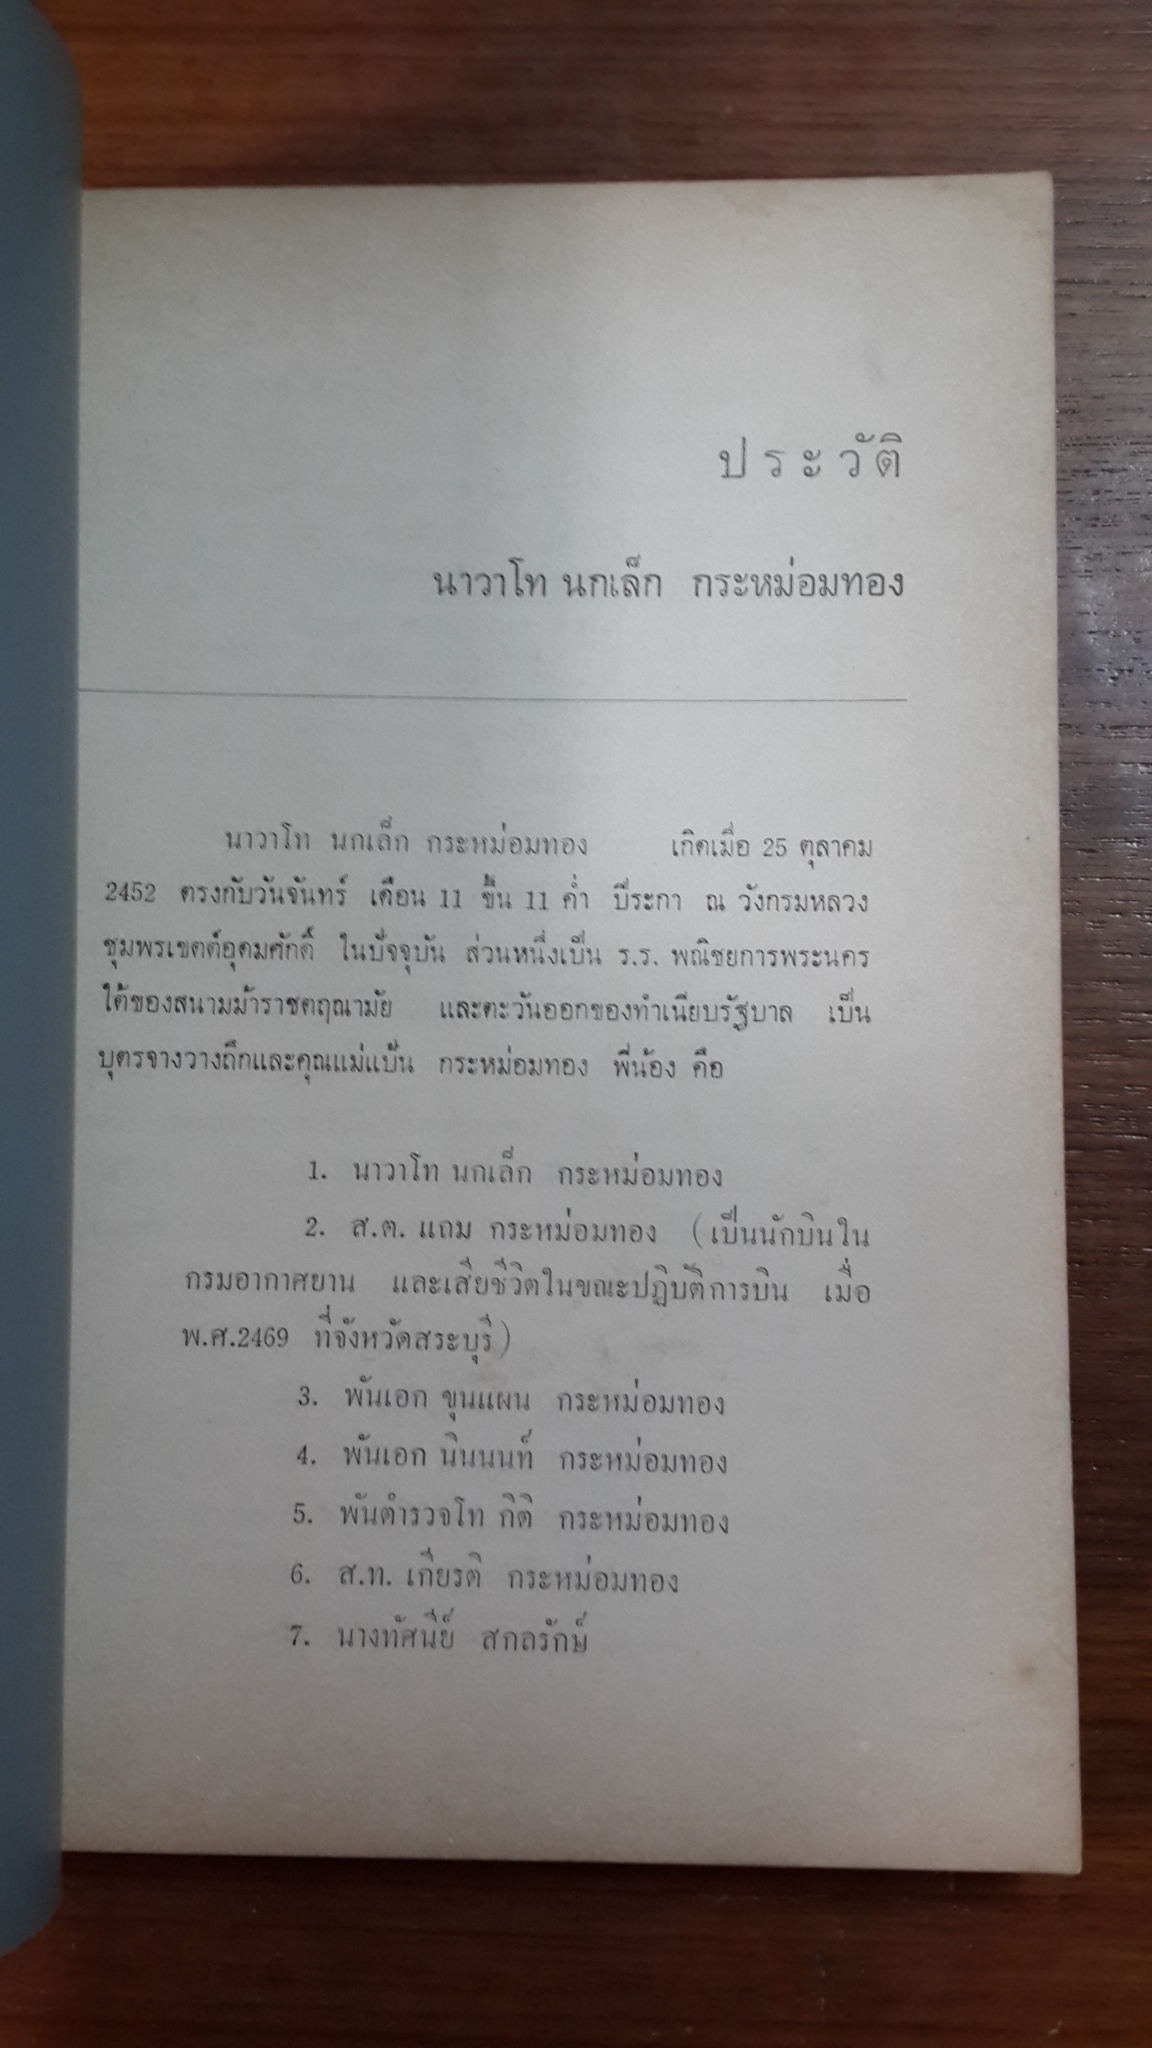 ประวัติ
นาวาโท นกเล็ก กระหม่อมทอง
นาวาโท นกเล็ก กระหม่อมทอง เกิดเมื่อ 25 ตุลาคม
2452 ตรงกับวันจันทร์ เดือน 11 ขึ้น 11 ค่ำ ปีระกา ณ วังกรมหลวง
ชุมพรเขตต์อุดมศักดิ์ ในปัจจุบัน ส่วนหนึ่งเป็น ร.ร. พณิชยการพระนคร
ใต้ของสนามม้าราชตฤณามัย และตะวันออกของทำเนียบรัฐบาล เป็น
บุตรจางวางถึกและคุณแม่แป้น กระหม่อมทอง พี่น้อง คือ
1. นาวาโท นกเล็ก กระหม่อมทอง
2. ส.ต. แถม กระหม่อมทอง (เป็นนักบินใน
กรมอากาศยาน และเสียชีวิตในขณะปฏิบัติการบิน เมื่อ
พ.ศ.2469 ที่จังหวัดสระบุรี)
3. พันเอก ขุนแผน กระหม่อมทอง
4. พันเอก นินนนท์ กระหม่อมทอง
5. พันตำรวจโท กิติ กระหม่อมทอง
6. ส.ท. เกียรติ กระหม่อมทอง
7. นางทัศนีย์ สกลรักษ์